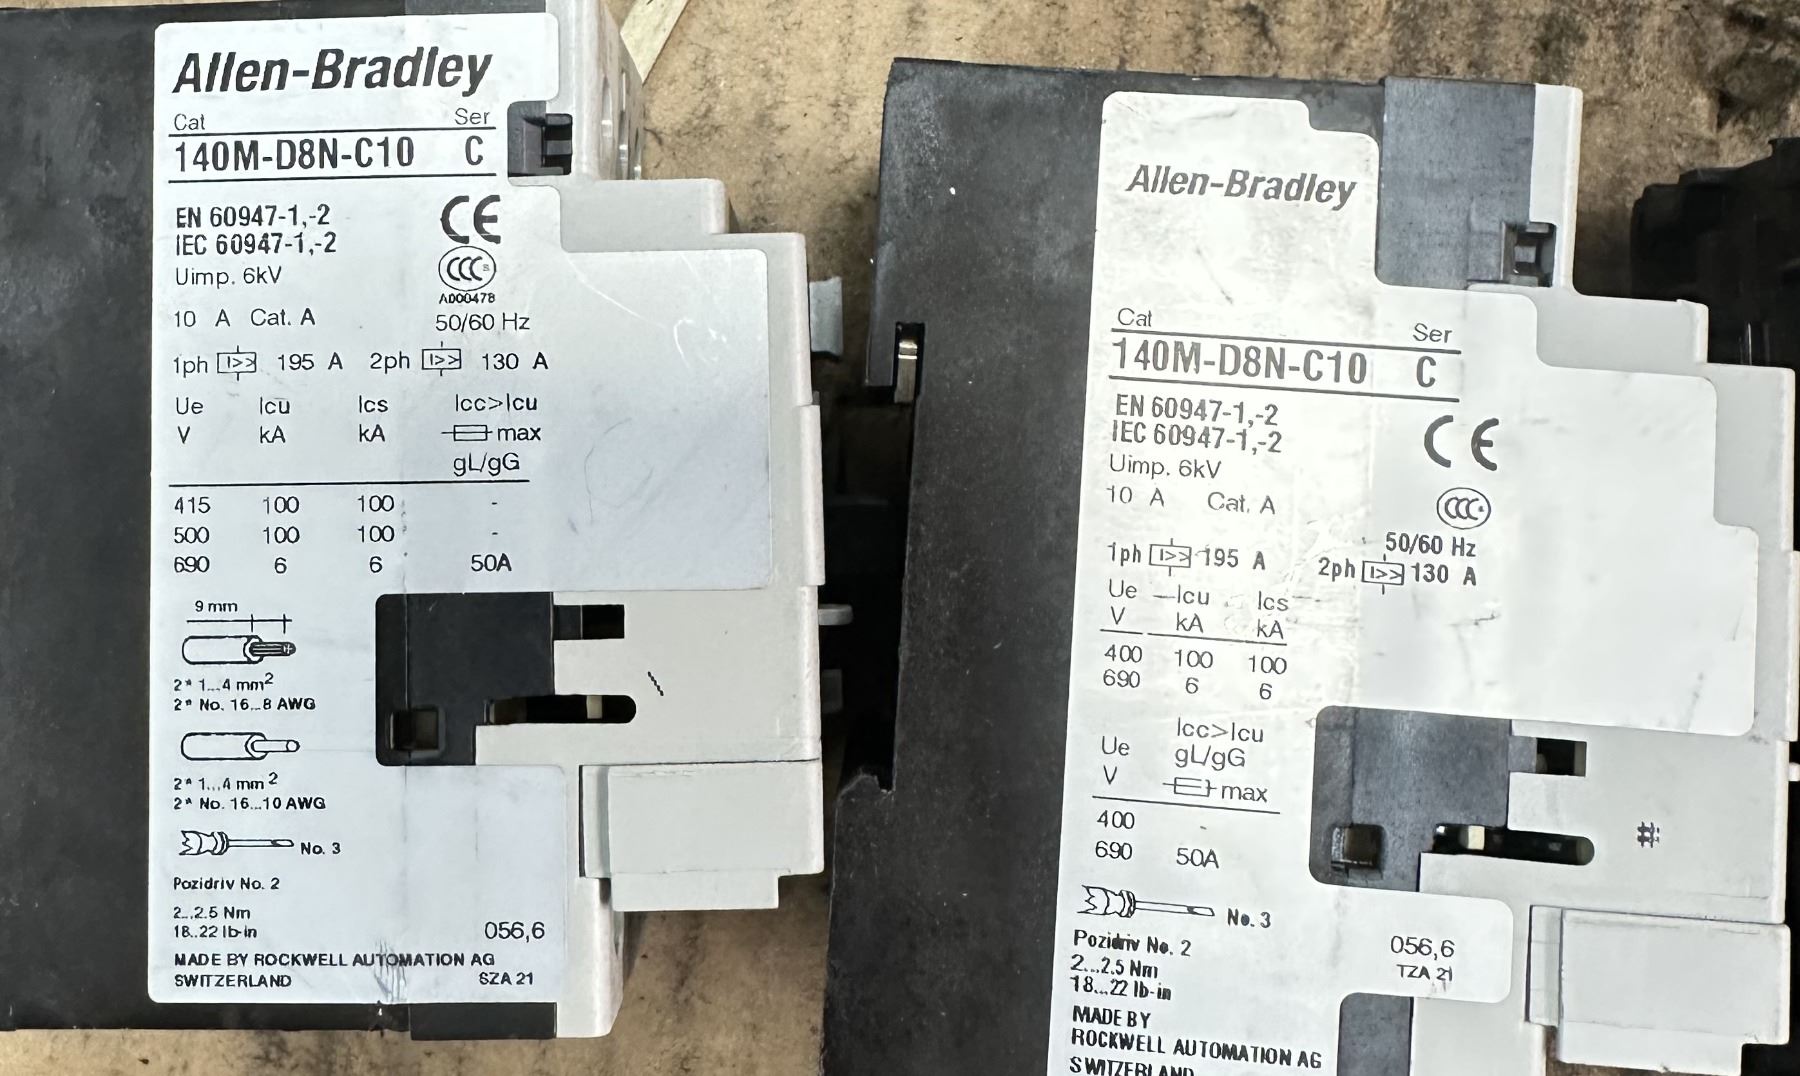 Allen-Bradley
Cat Ser
140M-D8N-C10 C
EN 60947-1,-2
IEC 60947-1,-2
Uimp. 6kV
CE
CCC S
A000478
10 A Cat. A 50/60 Hz
1ph I>> 195 A 2ph I>> 130 A
Ue Icu Ics Icc>Icu
V kA kA max
gL/gG
415 100 100 -
500 100 100 -
690 6 6 50A
9 mm
2* 1...4 mm2
2* No. 16...8 AWG
2* 1...4 mm2
2* No. 16...10 AWG
No. 3
Pozidriv No. 2
2...2.5 Nm
18..22 lb-in 056,6
MADE BY ROCKWELL AUTOMATION AG
SWITZERLAND SZA 21
Allen-Bradley
Cat Ser
140M-D8N-C10 C
EN 60947-1,-2
IEC 60947-1,-2
Uimp. 6kV
CE
10 A Cat. A
CCC
50/60 Hz
1ph I>> 195 A 2ph I>> 130 A
Ue Icu Ics
V kA kA
400 100 100
690 6 6
Icc>Icu
Ue gL/gG
V max
400 -
690 50A
No. 3
Pozidriv No. 2 056,6
2...2.5 Nm TZA 21
18...22 lb-in
MADE BY
ROCKWELL AUTOMATION AG
SWITZERLAND